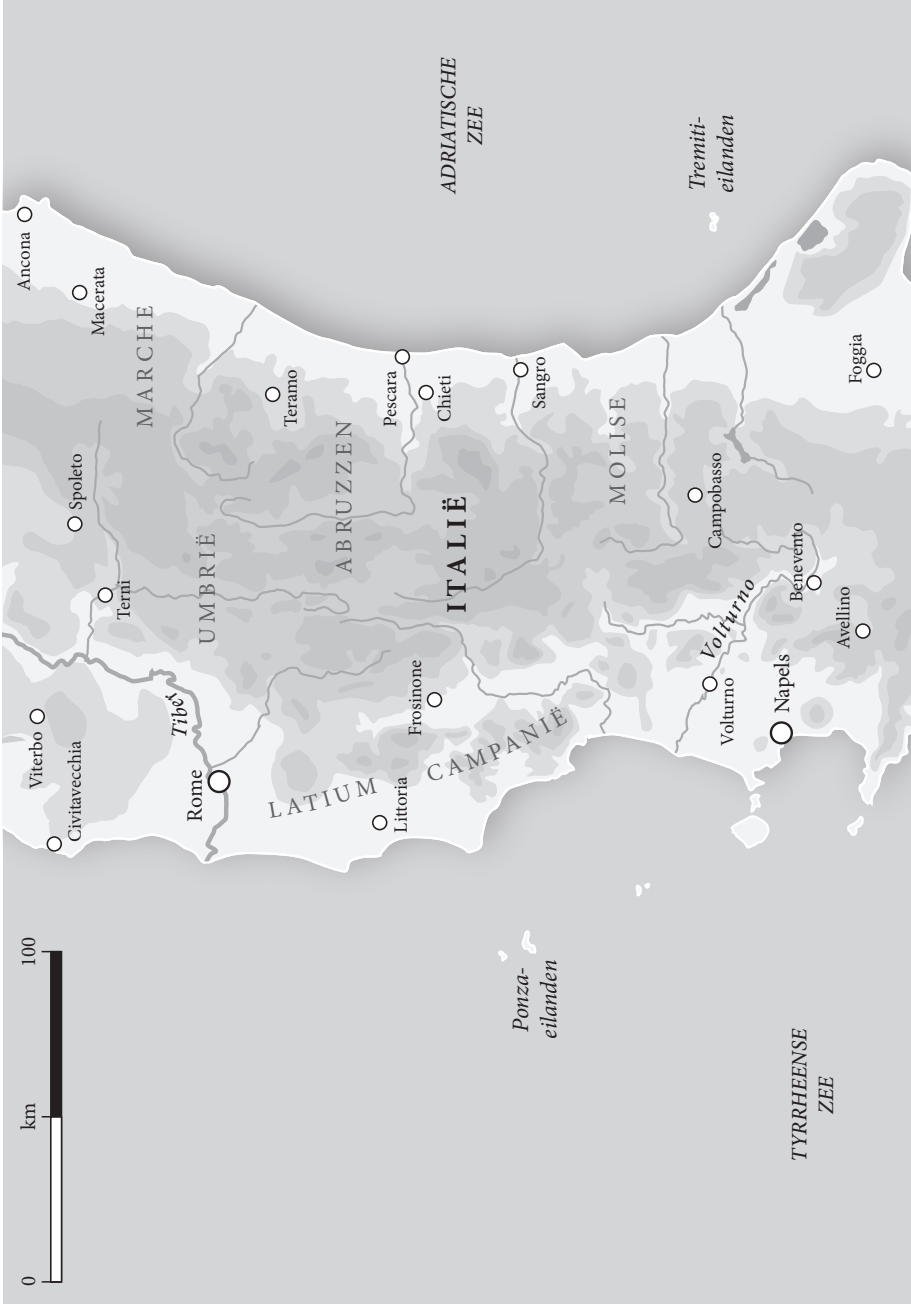 0
km
100
Viterbo
Civitavecchia
Terni
Spoleto
Macerata
Ancona
MARCHE
UMBRIË
Tiber
Rome
LATIUM
Teramo
ABRUZZEN
Pescara
Chieti
ADRIATISCHE
ZEE
ITALIË
Frosinone
Littoria
CAMPANIË
Sangro
MOLISE
Ponza-
eilanden
Tremiti-
eilanden
Campobasso
Volturno
Volturno
Napels
Benevento
Avellino
Foggia
TYRRHEENSE
ZEE